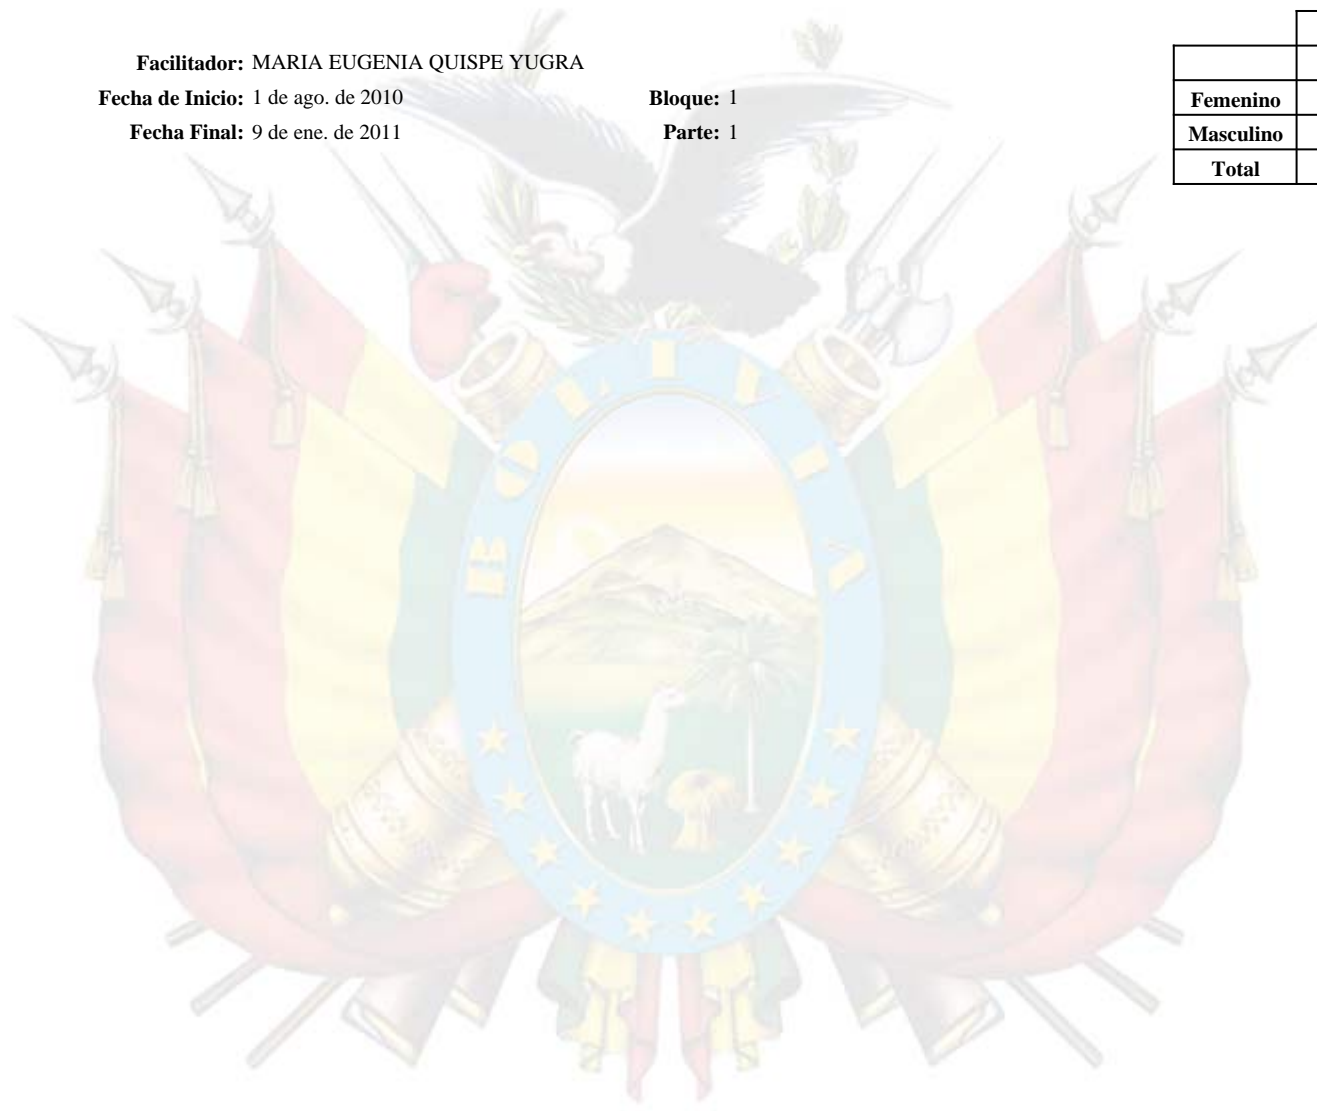 Facilitador: MARIA EUGENIA QUISPE YUGRA
Fecha de Inicio: 1 de ago. de 2010 Bloque: 1
Fecha Final: 9 de ene. de 2011 Parte: 1
Femenino
Masculino
Total
BOLIVIA